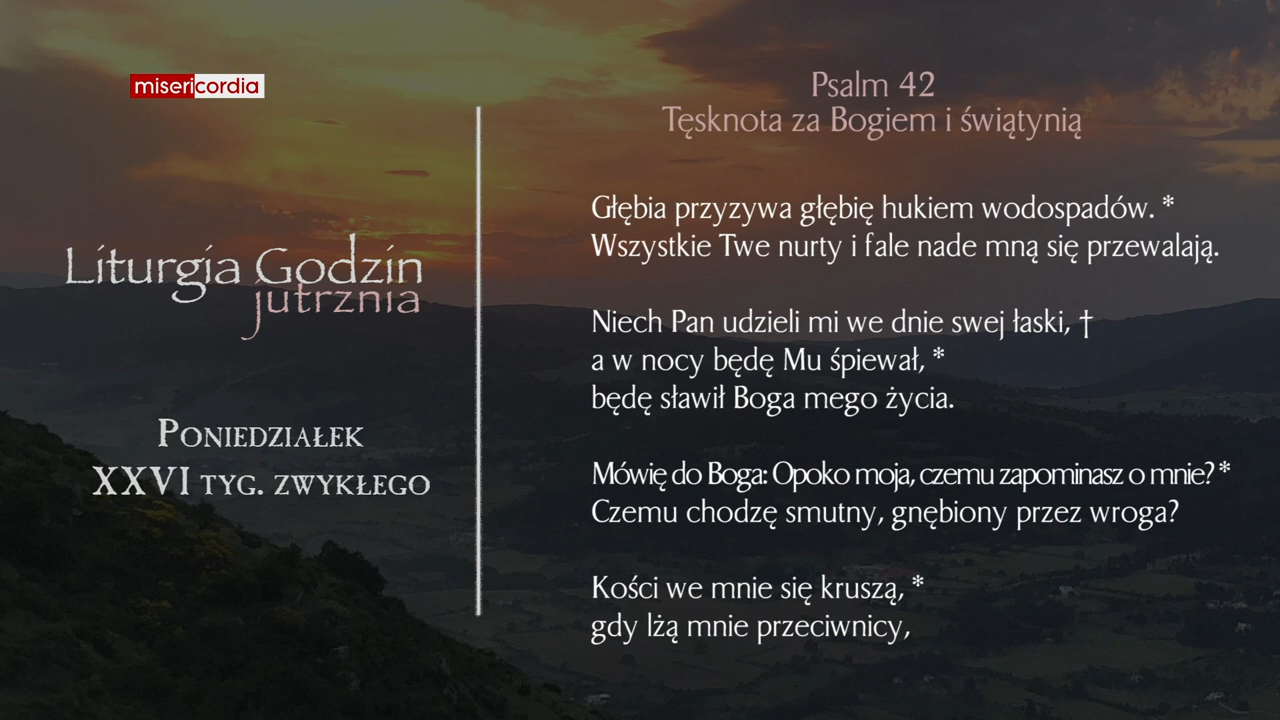 misericordia
Liturgia Godzin
jutrznia
Poniedziałek
XXVI tyg. zwykłego
Psalm 42
Tęsknota za Bogiem i świątynią
Głębia przyzywa głębię hukiem wodospadów. *
Wszystkie Twe nurty i fale nade mną się przewalają.
Niech Pan udzieli mi we dnie swej łaski, †
a w nocy będę Mu śpiewał, *
będę sławił Boga mego życia.
Mówię do Boga: Opoko moja, czemu zapominasz o mnie? *
Czemu chodzę smutny, gnębiony przez wroga?
Kości we mnie się kruszą, *
gdy lżą mnie przeciwnicy,